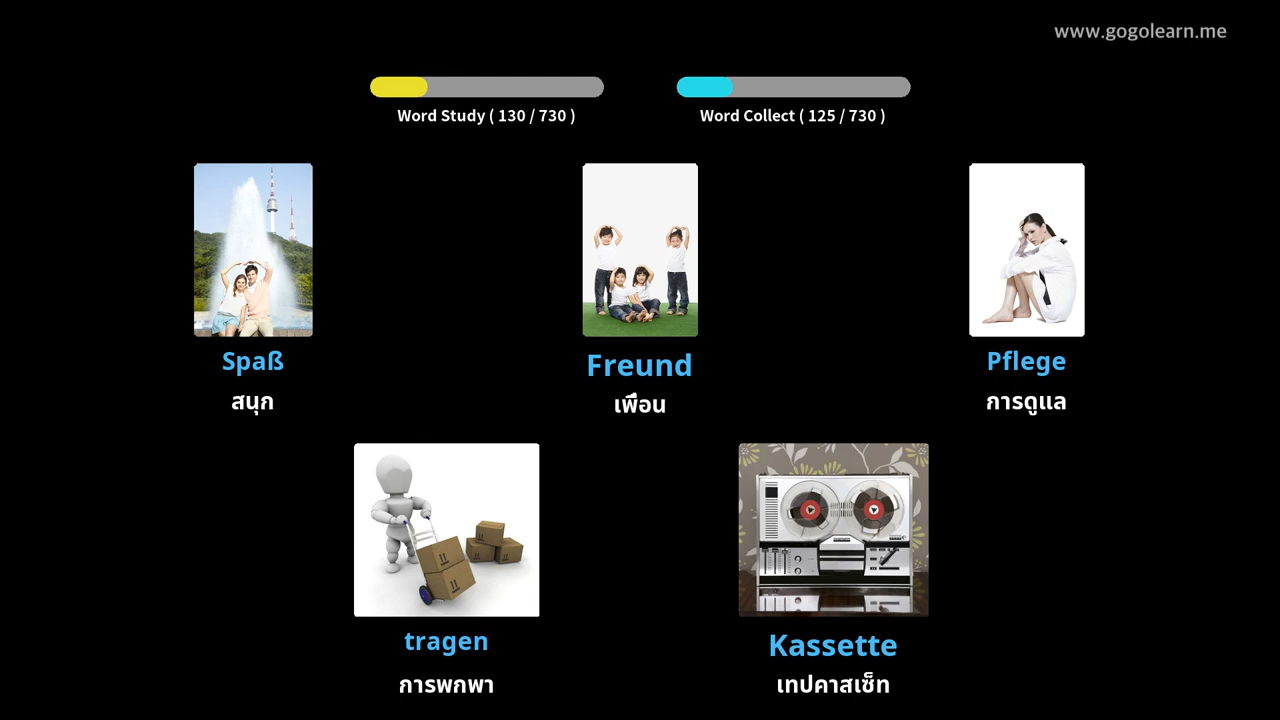 www.gogolearn.me
Word Study ( 130 / 730 )
Word Collect ( 125 / 730 )
Spaß
สนุก
Freund
เพื่อน
Pflege
การดูแล
tragen
การพกพา
Kassette
เทปคาสเซ็ท